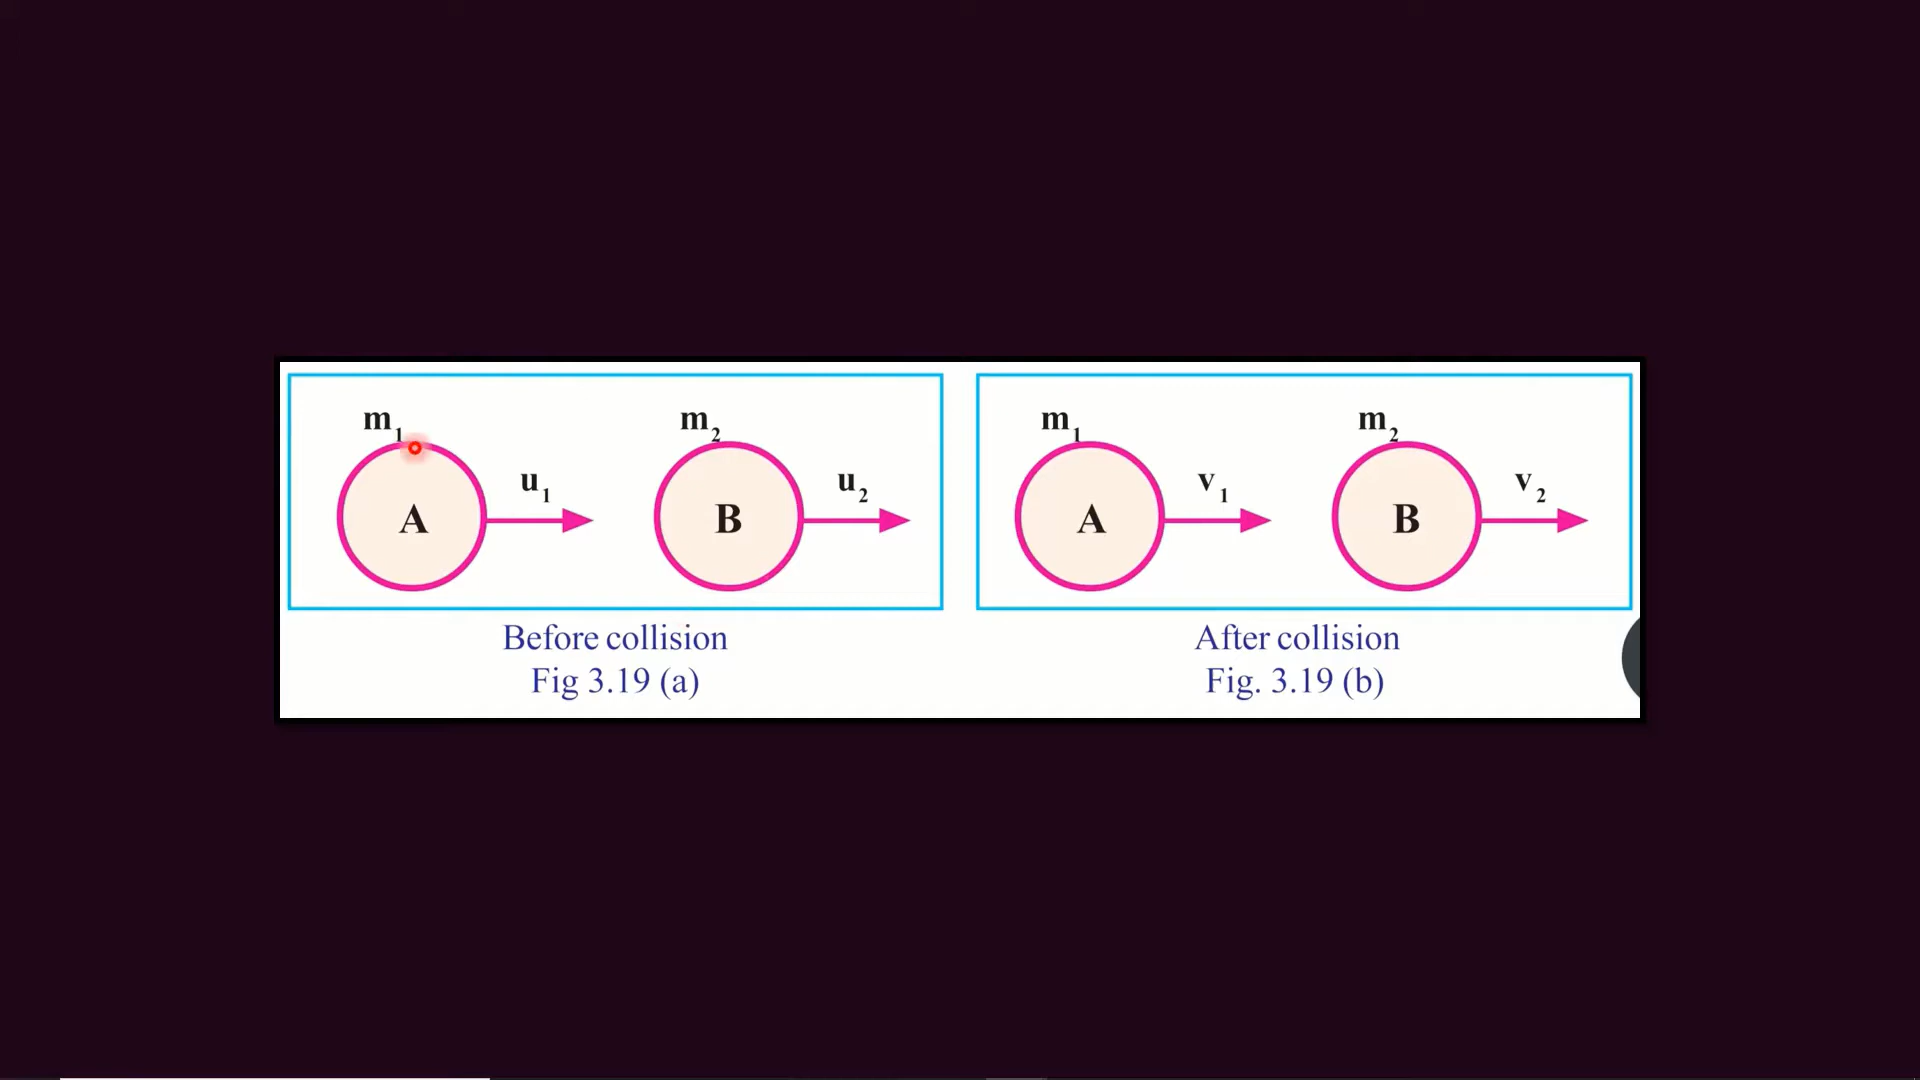 m₁ m₂
u₁ u₂
A B
Before collision
Fig 3.19 (a)
m₁ m₂
v₁ v₂
A B
After collision
Fig. 3.19 (b)